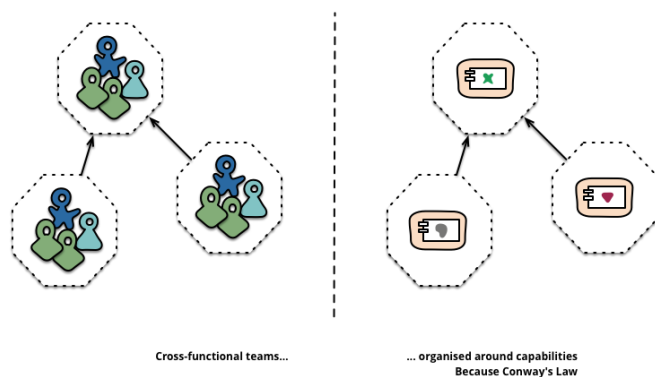 Cross-functional teams...
... organised around capabilities
Because Conway's Law